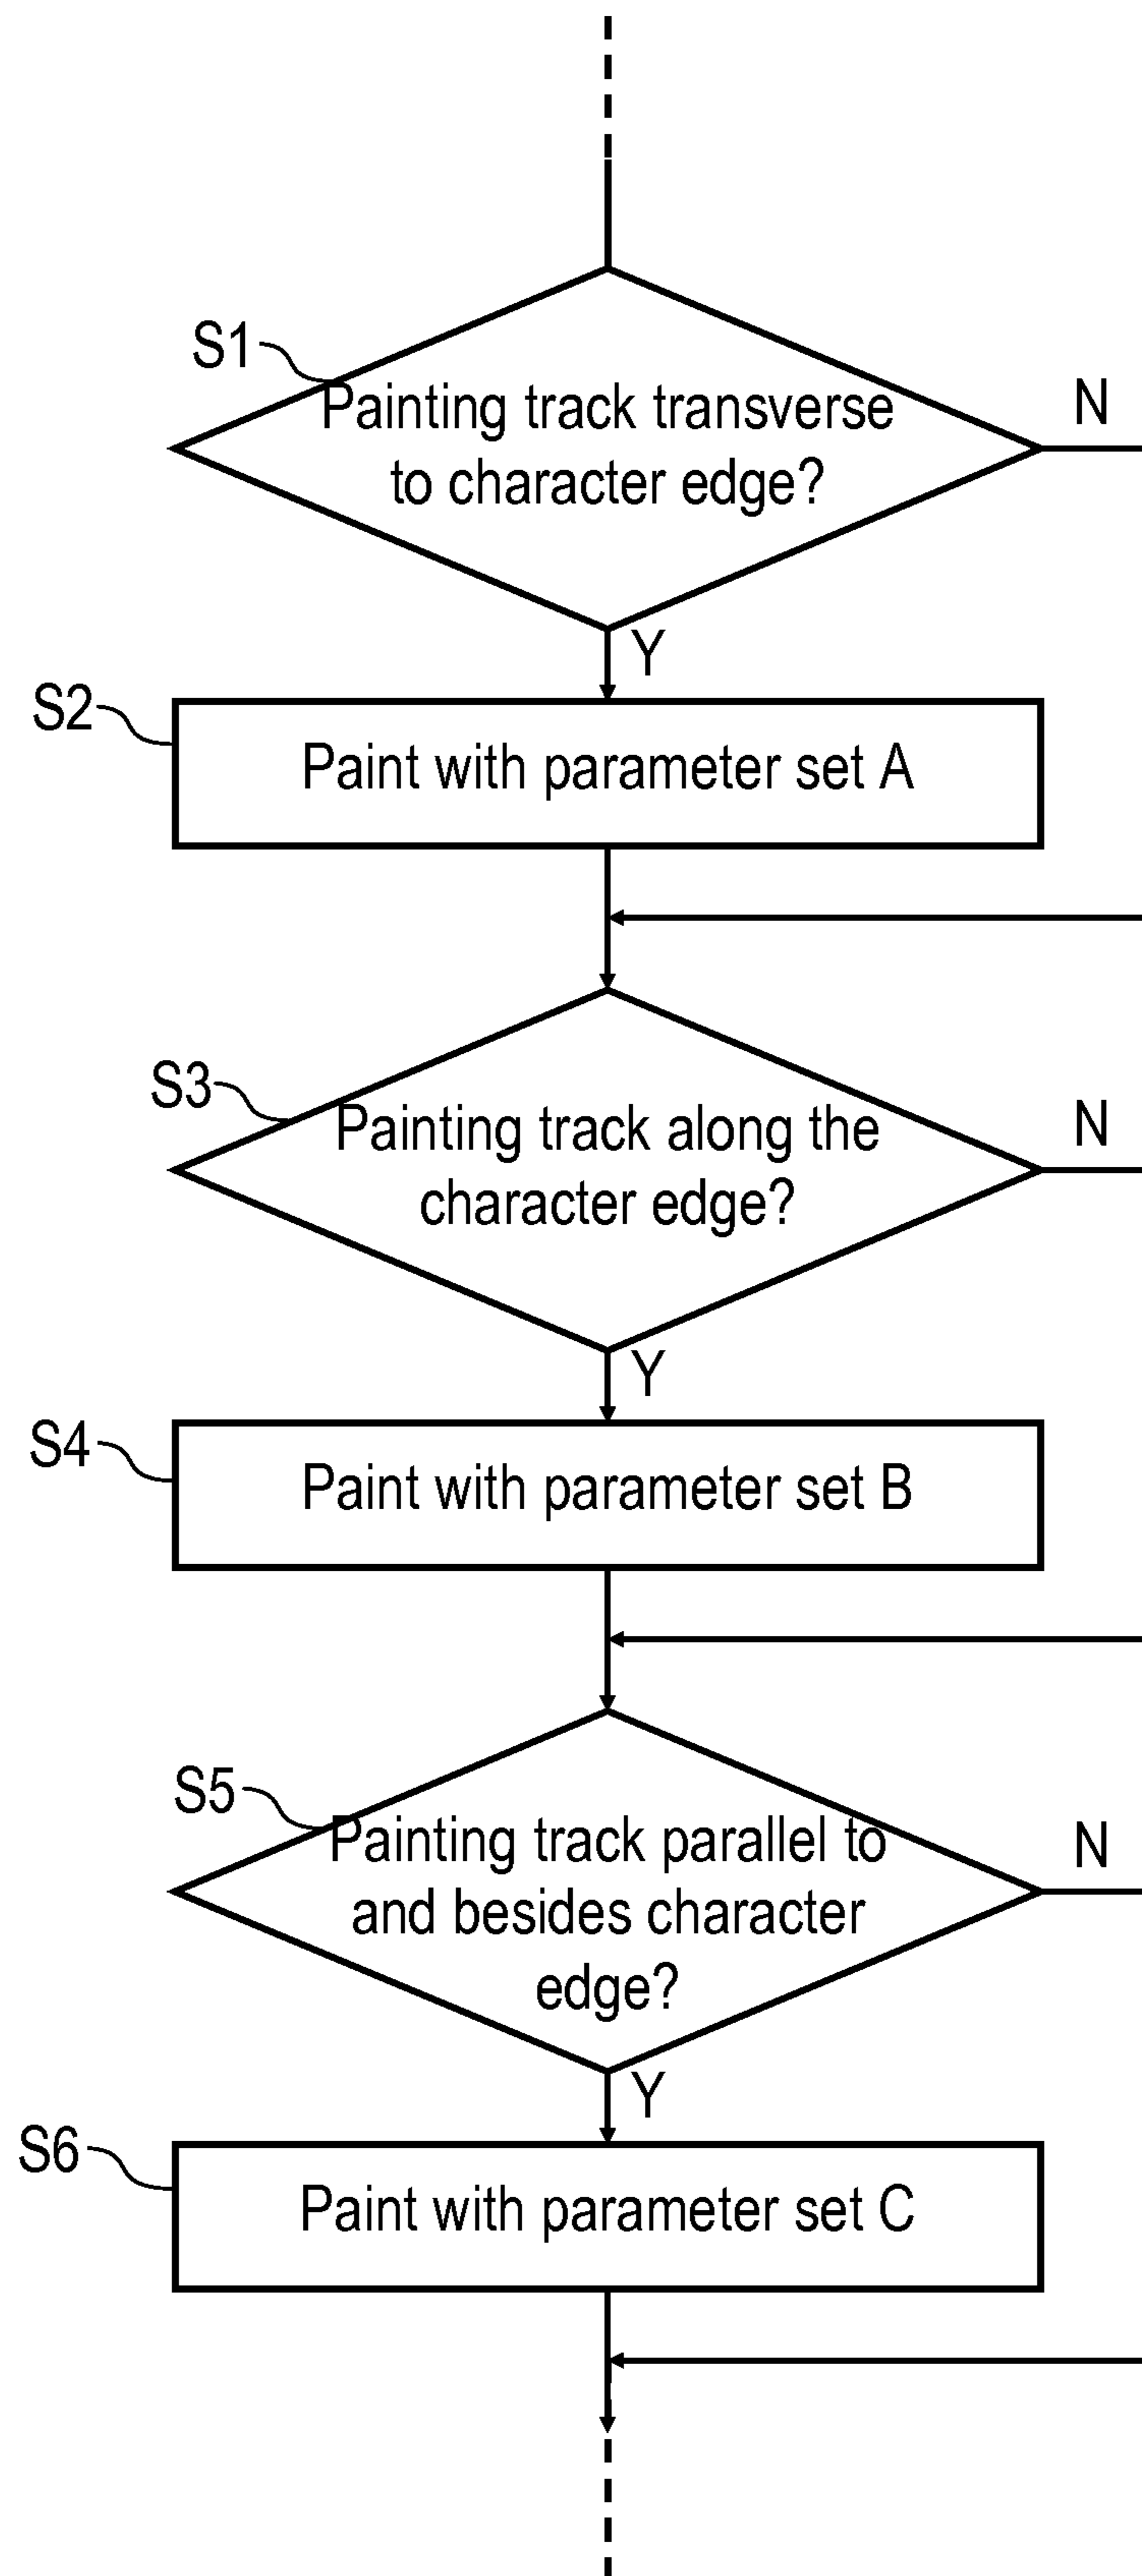 S1
Painting track transverse
to character edge?
N
Y
S2
Paint with parameter set A
S3
Painting track along the
character edge?
N
Y
S4
Paint with parameter set B
S5
Painting track parallel to
and besides character
edge?
N
Y
S6
Paint with parameter set C